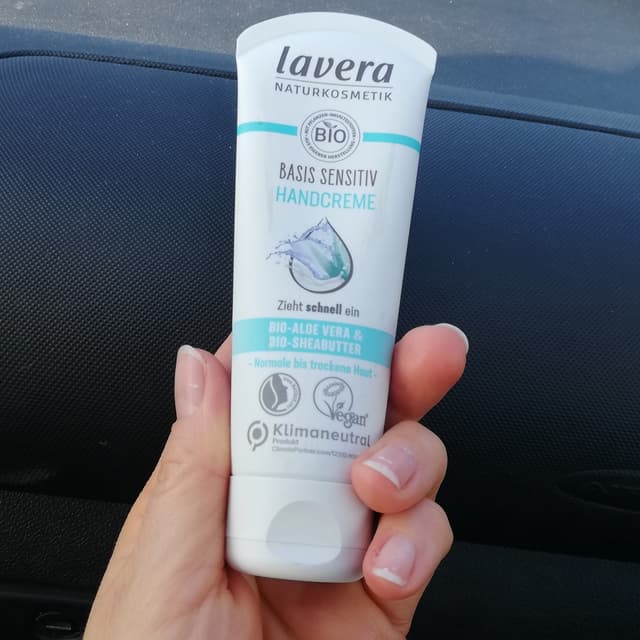 lavera
NATURKOSMETIK
BIO
BASIS SENSITIV
HANDCREME
Zieht schnell ein
BIO-ALOE VERA &
BIO-SHEABUTTER
- Normale bis trockene Haut -
Vegan
Klimaneutral
Produkt